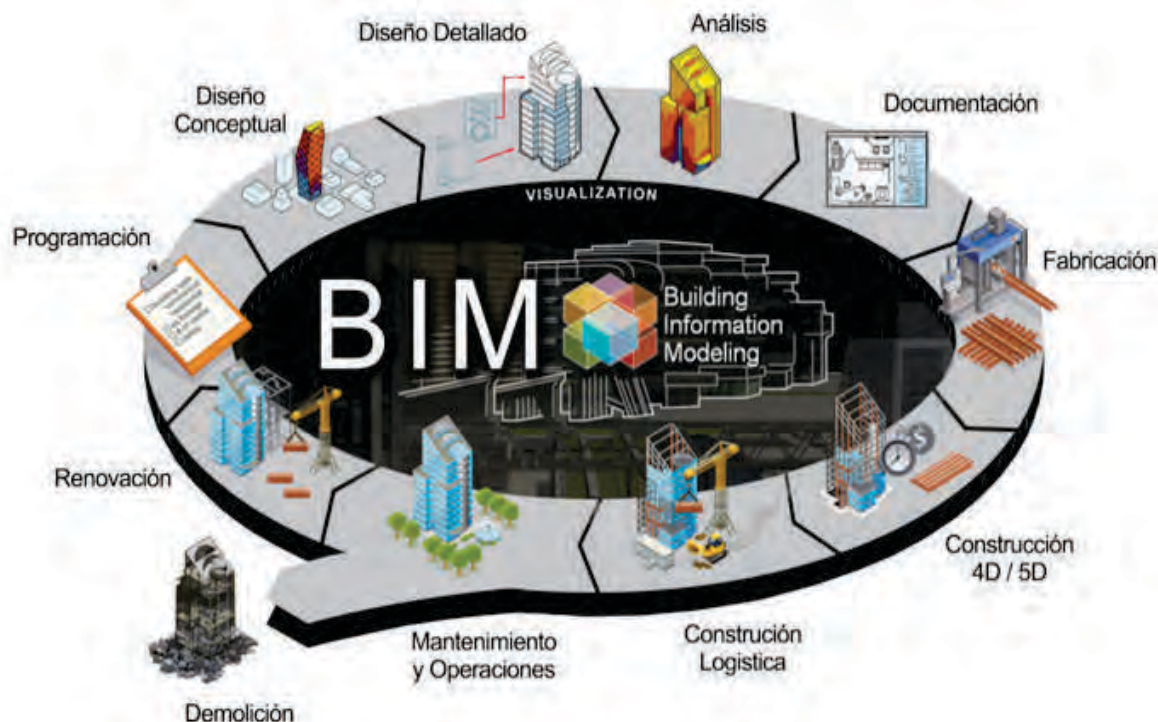 Diseño Detallado
Análisis
Diseño
Conceptual
Documentación
VISUALIZATION
Programación
Fabricación
BIM
Building
Information
Modeling
Renovación
Construcción
4D / 5D
Mantenimiento
y Operaciones
Construción
Logistica
Demolición